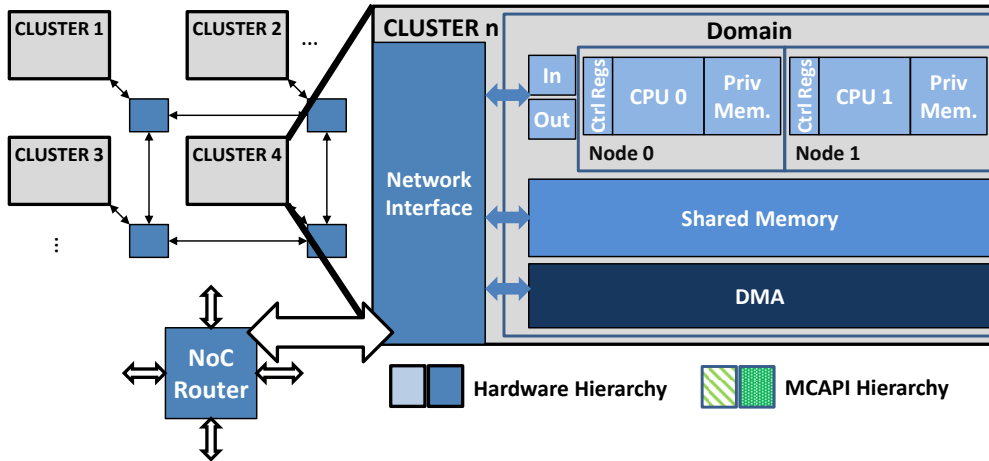 CLUSTER 1
CLUSTER 2
...
CLUSTER 3
CLUSTER 4
...
NoC
Router
CLUSTER n
Domain
Network
Interface
In
Out
Ctrl Regs
CPU 0
Priv
Mem.
Node 0
Ctrl Regs
CPU 1
Priv
Mem.
Node 1
Shared Memory
DMA
Hardware Hierarchy
MCAPI Hierarchy